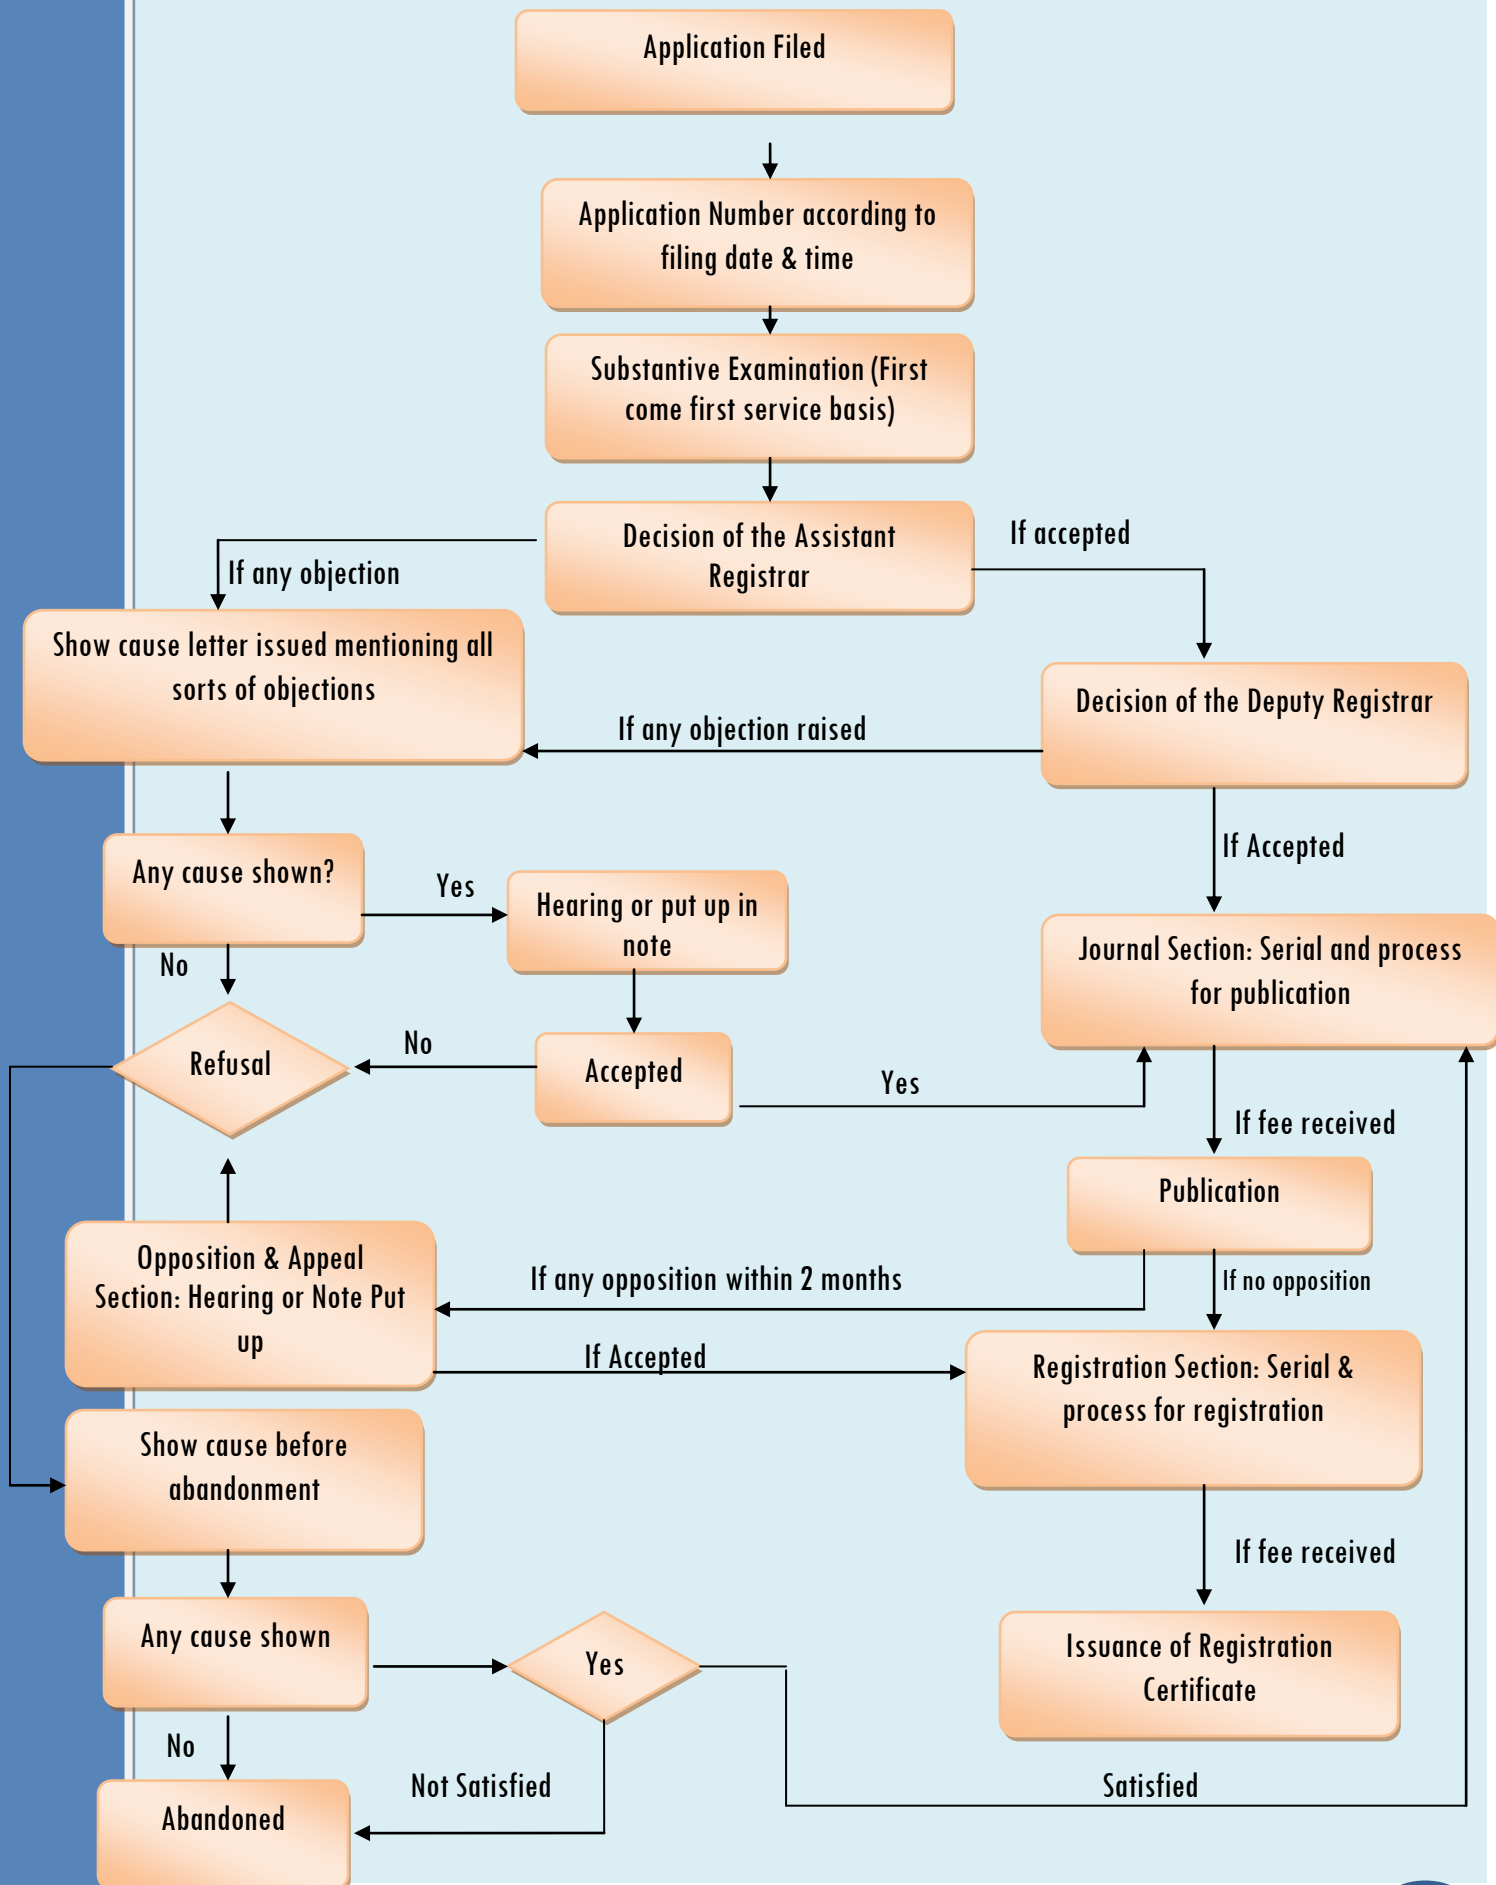 Application Filed
Application Number according to
filing date & time
Substantive Examination (First
come first service basis)
Decision of the Assistant
Registrar
If accepted
If any objection
Show cause letter issued mentioning all
sorts of objections
Decision of the Deputy Registrar
If any objection raised
If Accepted
Any cause shown?
Yes
Hearing or put up in
note
Journal Section: Serial and process
for publication
No
Refusal
No
Accepted
Yes
If fee received
Publication
Opposition & Appeal
Section: Hearing or Note Put
up
If any opposition within 2 months
If no opposition
If Accepted
Registration Section: Serial &
process for registration
Show cause before
abandonment
If fee received
Any cause shown
Yes
Issuance of Registration
Certificate
No
Not Satisfied
Satisfied
Abandoned